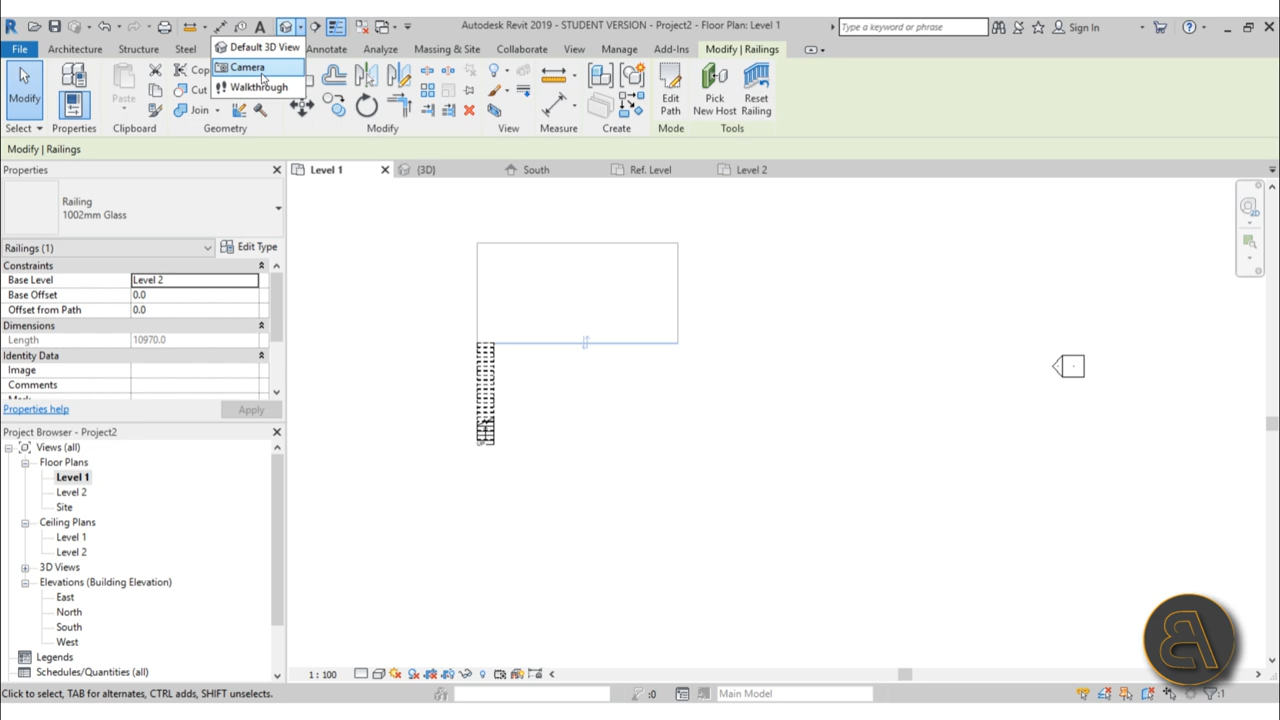 Autodesk Revit 2019 - STUDENT VERSION - Project2 - Floor Plan: Level 1
Type a keyword or phrase
Sign In
File
Architecture
Structure
Steel
Annotate
Analyze
Massing & Site
Collaborate
View
Manage
Add-Ins
Modify | Railings
Default 3D View
Camera
Walkthrough
Modify
Paste
Cop
Cut
Join
Edit
Path
Pick
New Host
Reset
Railing
Select
Properties
Clipboard
Geometry
Modify
View
Measure
Create
Mode
Tools
Modify | Railings
Properties
Level 1
{3D}
South
Ref. Level
Level 2
Railing
1002mm Glass
Railings (1)
Edit Type
Constraints
Base Level
Level 2
Base Offset
0.0
Offset from Path
0.0
Dimensions
Length
10970.0
Identity Data
Image
Comments
Properties help
Apply
2D
Project Browser - Project2
Views (all)
Floor Plans
Level 1
Level 2
Site
Ceiling Plans
Level 1
Level 2
3D Views
Elevations (Building Elevation)
East
North
South
West
Legends
Schedules/Quantities (all)
1 : 100
Click to select, TAB for alternates, CTRL adds, SHIFT unselects.
:0
Main Model
:1